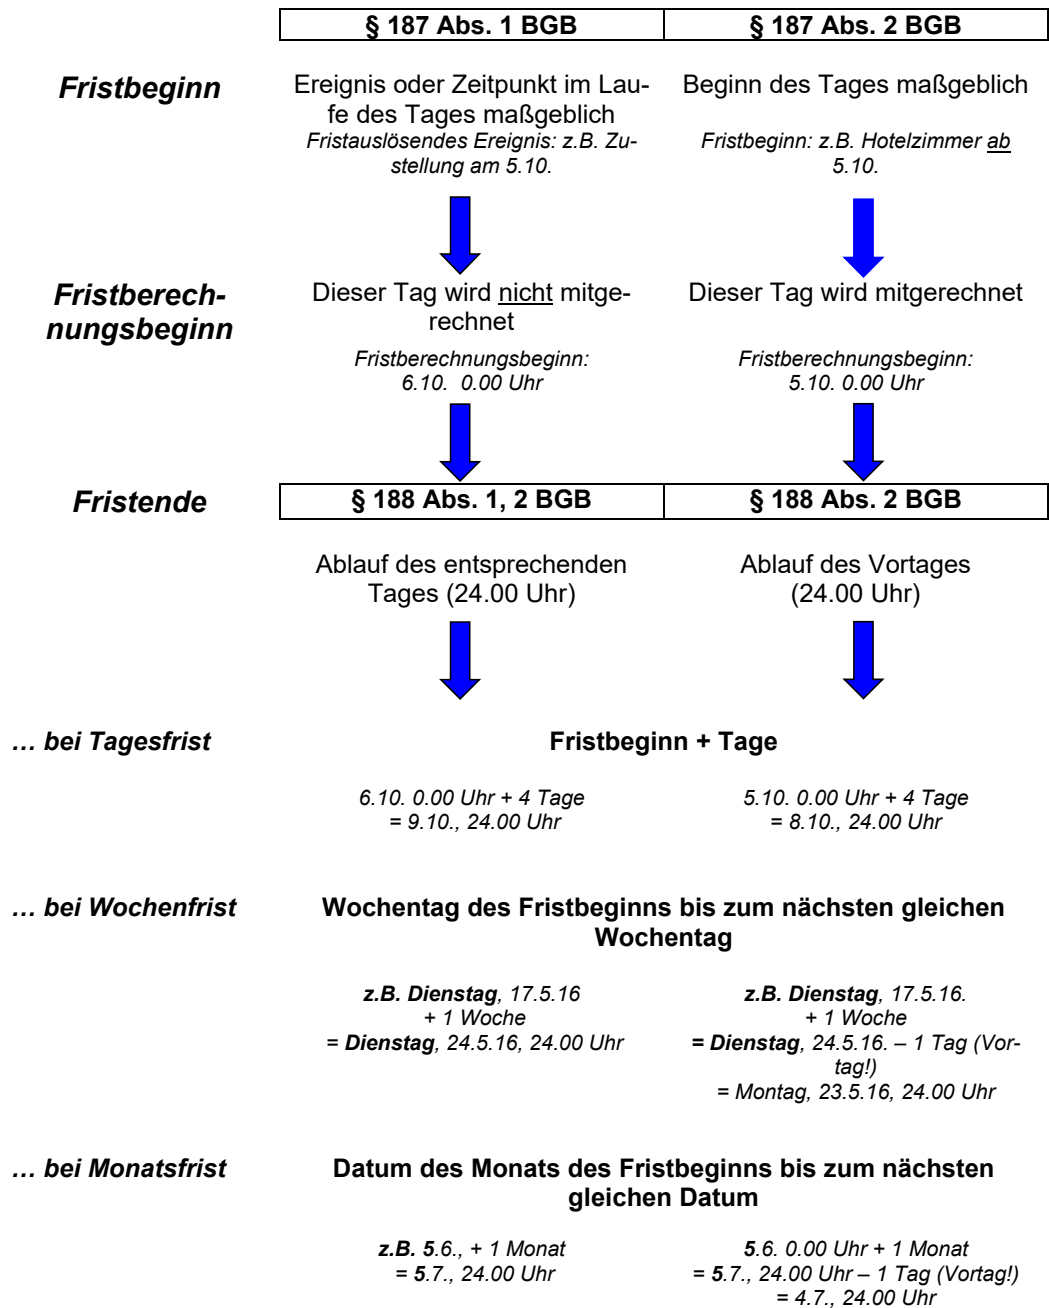 § 187 Abs. 1 BGB
§ 187 Abs. 2 BGB
Fristbeginn
Ereignis oder Zeitpunkt im Lau-
fe des Tages maßgeblich
Fristauslösendes Ereignis: z.B. Zu-
stellung am 5.10.
Beginn des Tages maßgeblich
Fristbeginn: z.B. Hotelzimmer ab
5.10.
Fristberech-
nungsbeginn
Dieser Tag wird nicht mitge-
rechnet
Fristberechnungsbeginn:
6.10. 0.00 Uhr
Dieser Tag wird mitgerechnet
Fristberechnungsbeginn:
5.10. 0.00 Uhr
Fristende
§ 188 Abs. 1, 2 BGB
§ 188 Abs. 2 BGB
Ablauf des entsprechenden
Tages (24.00 Uhr)
Ablauf des Vortages
(24.00 Uhr)
… bei Tagesfrist
Fristbeginn + Tage
6.10. 0.00 Uhr + 4 Tage
= 9.10., 24.00 Uhr
5.10. 0.00 Uhr + 4 Tage
= 8.10., 24.00 Uhr
… bei Wochenfrist
Wochentag des Fristbeginns bis zum nächsten gleichen
Wochentag
z.B. Dienstag, 17.5.16
+ 1 Woche
= Dienstag, 24.5.16, 24.00 Uhr
z.B. Dienstag, 17.5.16.
+ 1 Woche
= Dienstag, 24.5.16. – 1 Tag (Vor-
tag!)
= Montag, 23.5.16, 24.00 Uhr
… bei Monatsfrist
Datum des Monats des Fristbeginns bis zum nächsten
gleichen Datum
z.B. 5.6., + 1 Monat
= 5.7., 24.00 Uhr
5.6. 0.00 Uhr + 1 Monat
= 5.7., 24.00 Uhr – 1 Tag (Vortag!)
= 4.7., 24.00 Uhr